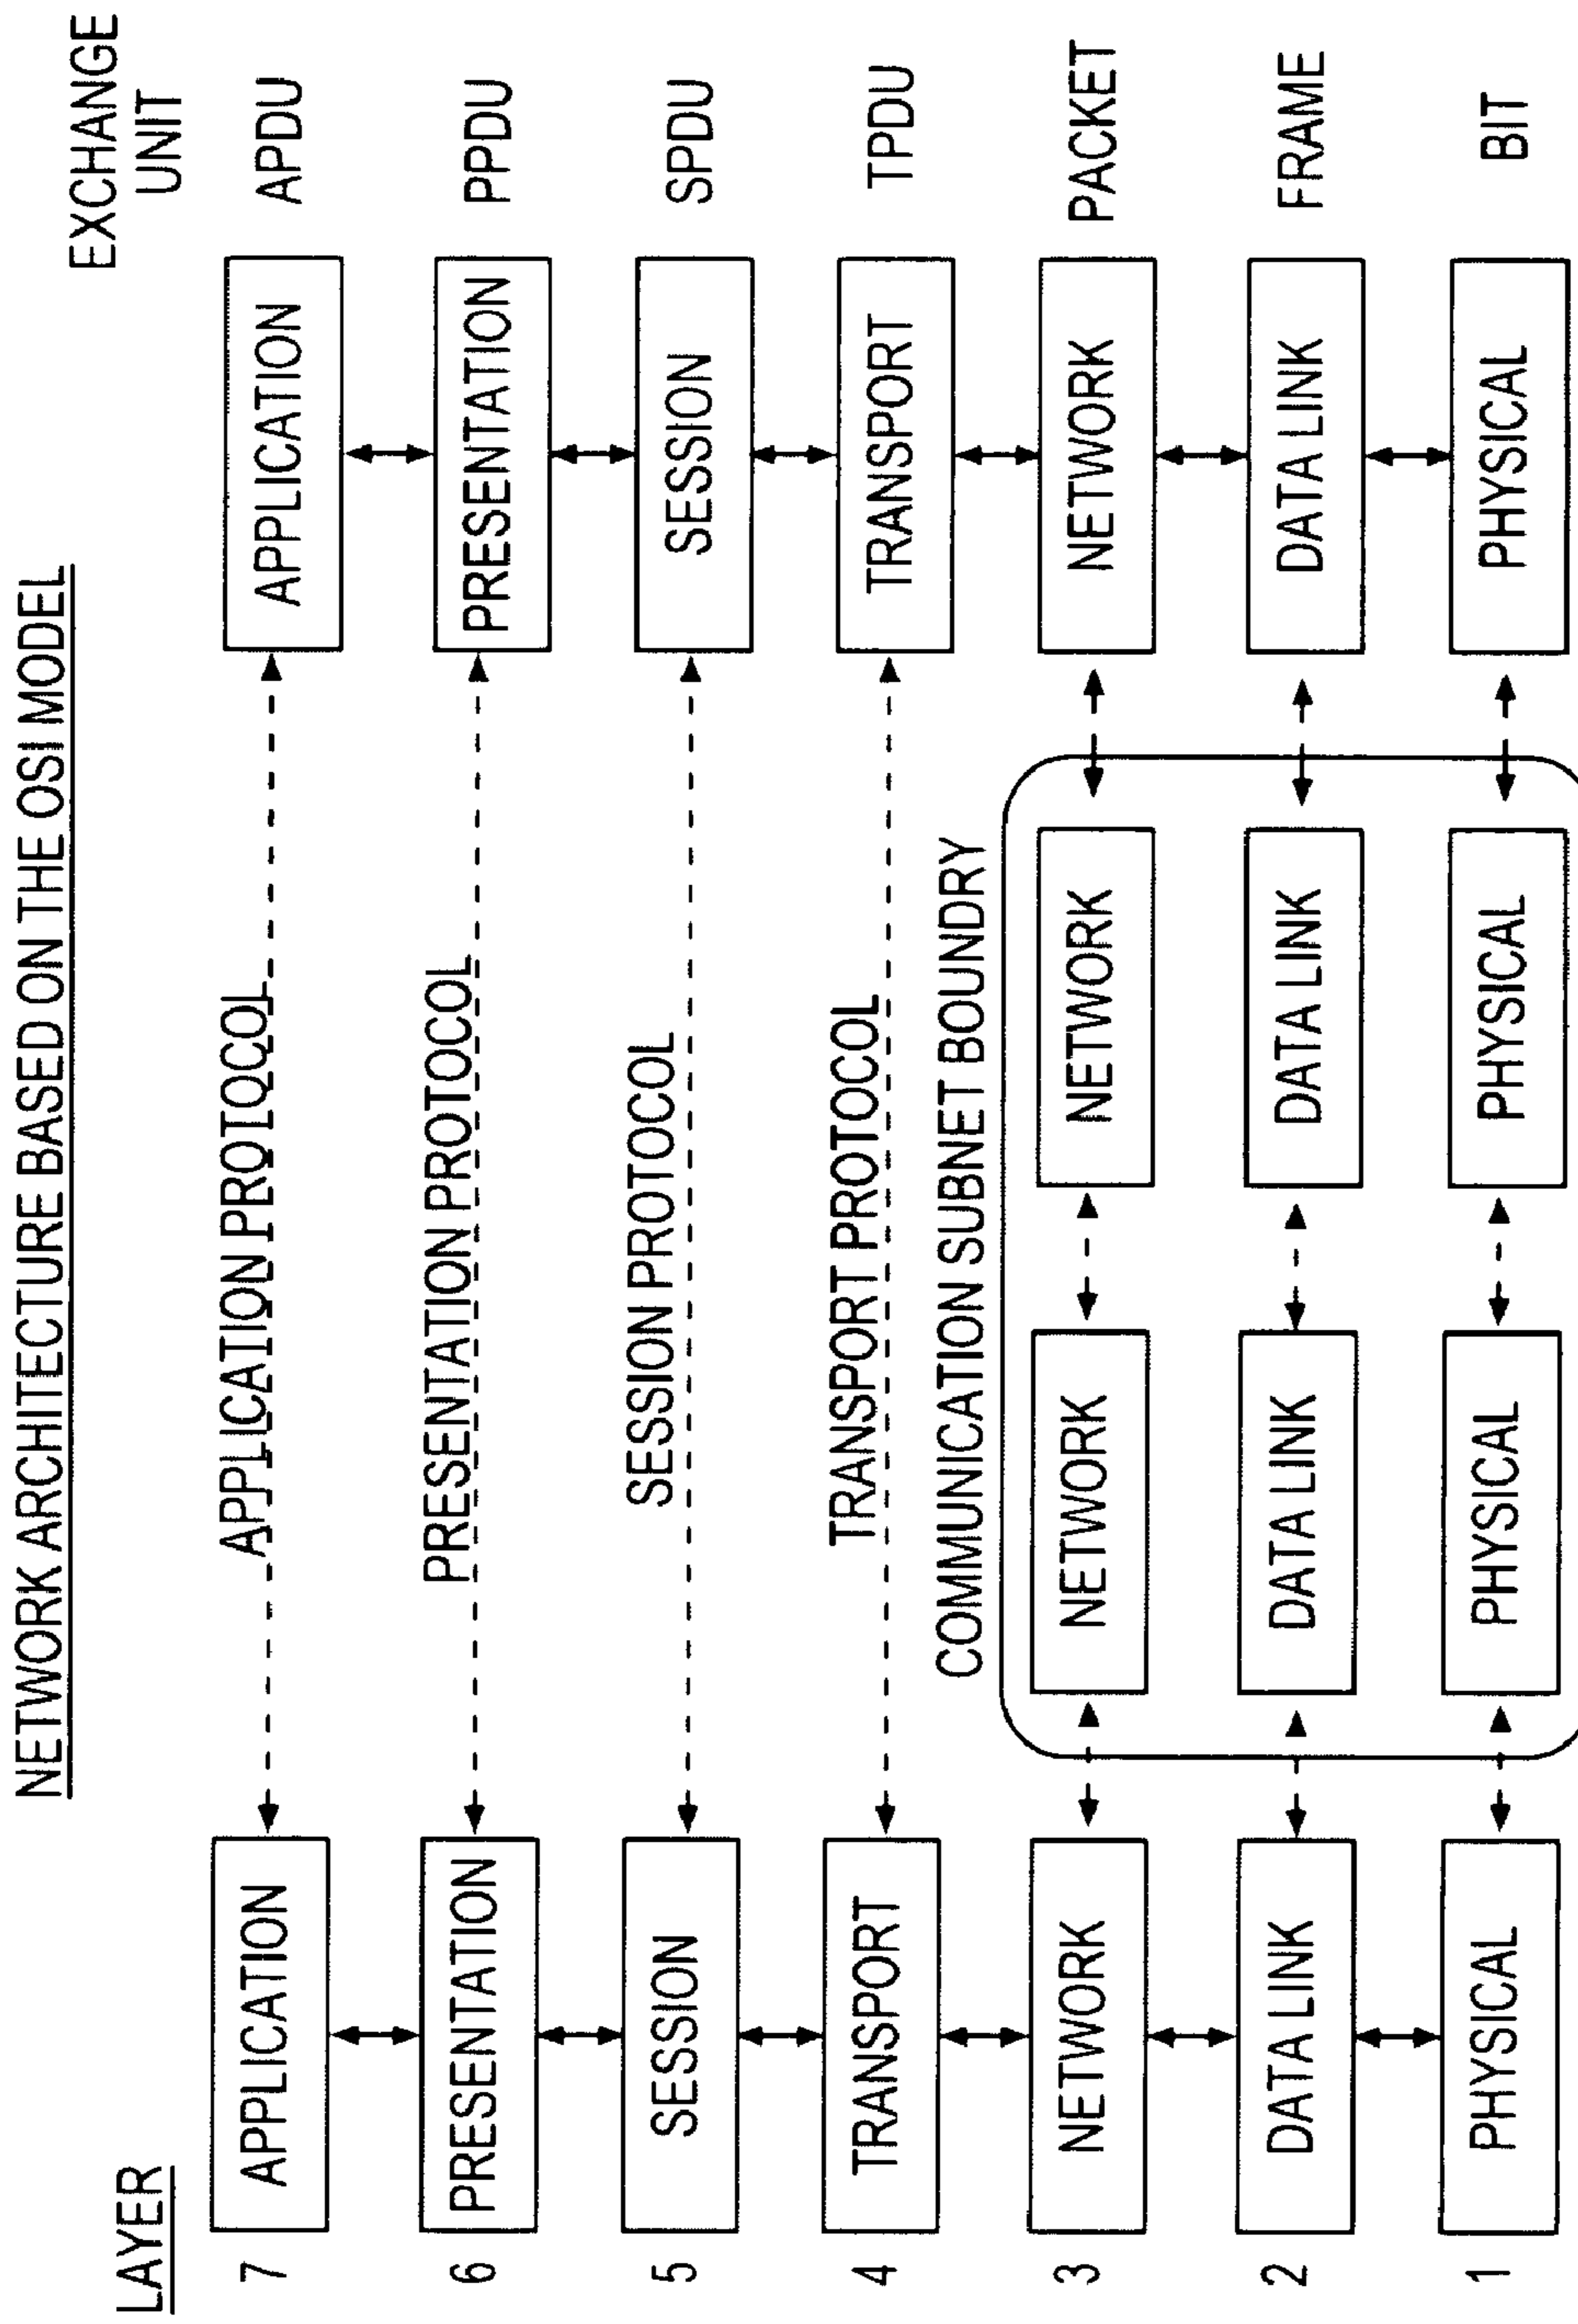 NETWORK ARCHITECTURE BASED ON THE OSI MODEL
LAYER
EXCHANGE
UNIT
7
APPLICATION
APPLICATION PROTOCOL
APPLICATION
APDU
6
PRESENTATION
PRESENTATION PROTOCOL
PRESENTATION
PPDU
5
SESSION
SESSION PROTOCOL
SESSION
SPDU
4
TRANSPORT
TRANSPORT PROTOCOL
TRANSPORT
TPDU
COMMUNICATION SUBNET BOUNDRY
3
NETWORK
NETWORK
NETWORK
NETWORK
PACKET
2
DATA LINK
DATA LINK
DATA LINK
DATA LINK
FRAME
1
PHYSICAL
PHYSICAL
PHYSICAL
PHYSICAL
BIT